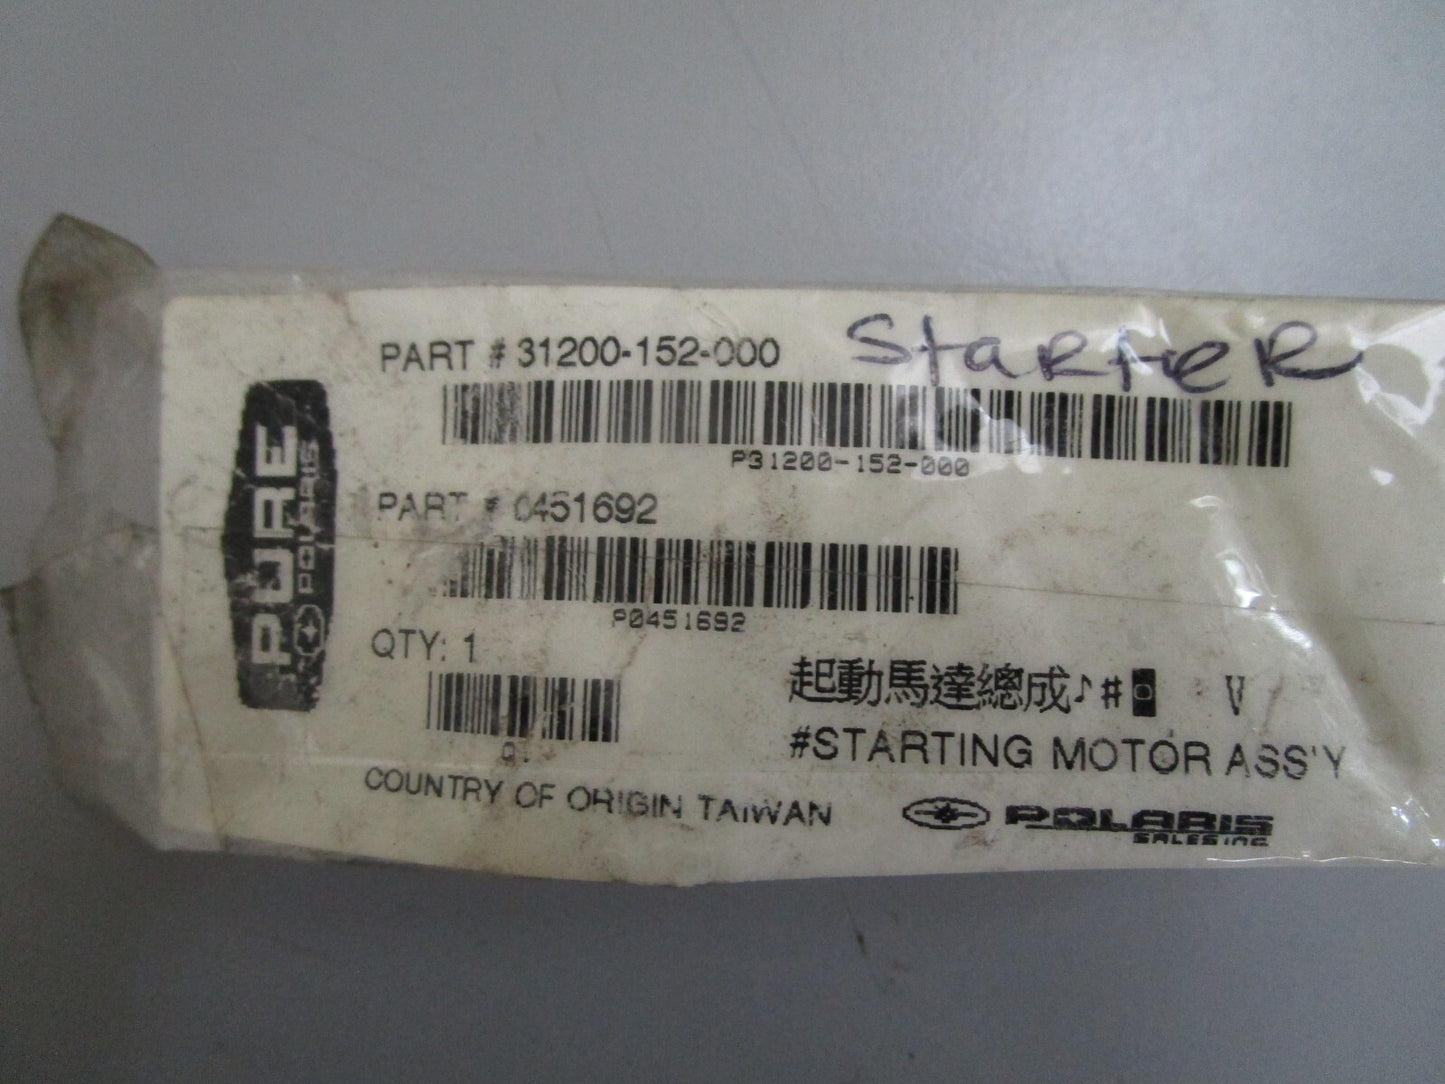 PART # 31200-152-000 Starter
P31200-152-000
PURE
POLARIS
PART # 0451692
P0451692
QTY: 1
起動馬達總成♪# V
#STARTING MOTOR ASS'Y
COUNTRY OF ORIGIN TAIWAN
POLARIS
SALES INC